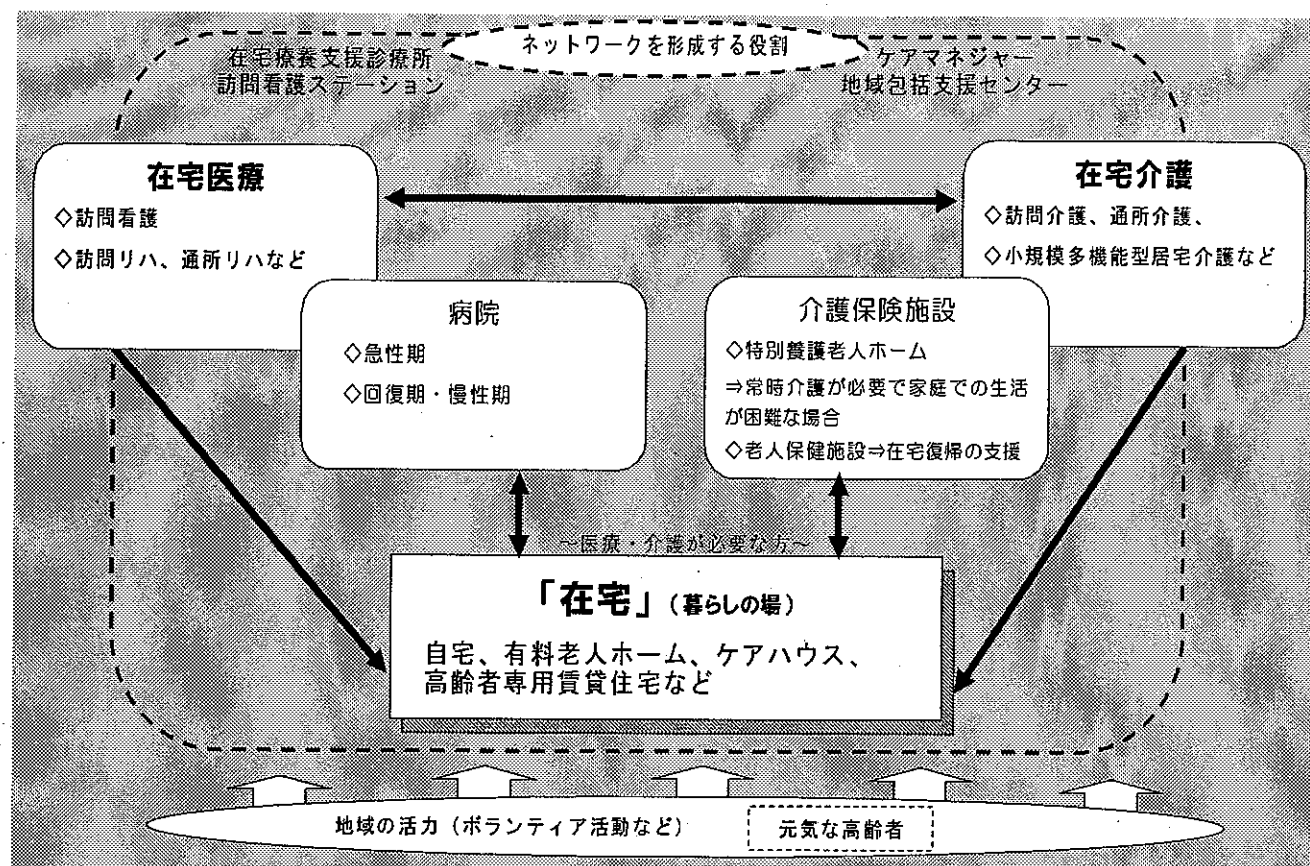 ネットワークを形成する役割
在宅療養支援診療所
訪問看護ステーション
ケアマネジャー
地域包括支援センター
在宅医療
◇訪問看護
◇訪問リハ、通所リハなど
在宅介護
◇訪問介護、通所介護、
◇小規模多機能型居宅介護など
病院
◇急性期
◇回復期・慢性期
介護保険施設
◇特別養護老人ホーム
⇒常時介護が必要で家庭での生活
が困難な場合
◇老人保健施設⇒在宅復帰の支援
～医療・介護が必要な方～
「在宅」(暮らしの場)
自宅、有料老人ホーム、ケアハウス、
高齢者専用賃貸住宅など
地域の活力（ボランティア活動など）
元気な高齢者